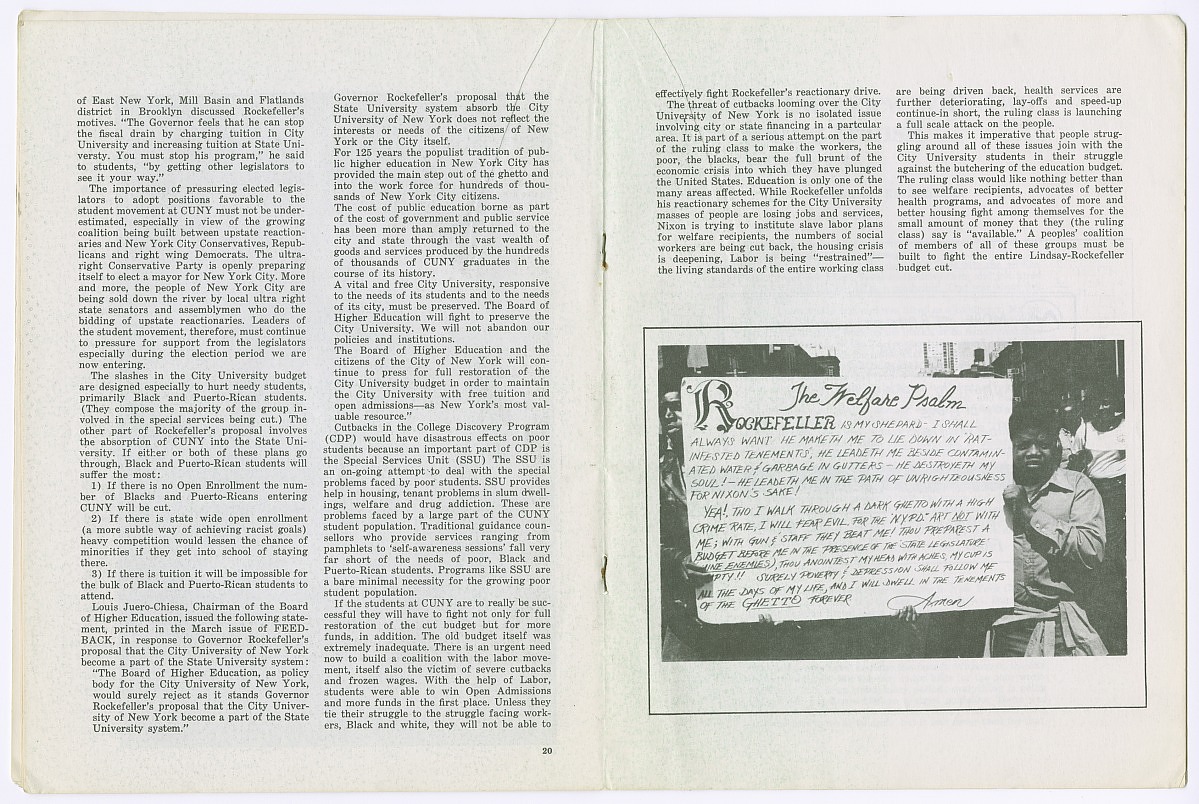 of East New York, Mill Basin and Flatlands
district in Brooklyn discussed Rockefeller's
motives. "The Governor feels that he can stop
the fiscal drain by charging tuition in City
University and increasing tuition at State Uni-
versty. You must stop his program," he said
to students, "by getting other legislators to
see it your way."
The importance of pressuring elected legis-
lators to adopt positions favorable to the
student movement at CUNY must not be under-
estimated, especially in view of the growing
coalition being built between upstate reaction-
aries and New York City Conservatives, Repub-
licans and right wing Democrats. The ultra-
right Conservative Party is openly preparing
itself to elect a mayor for New York City. More
and more, the people of New York City are
being sold down the river by local ultra right
state senators and assemblymen who do the
bidding of upstate reactionaries. Leaders of
the student movement, therefore, must continue
to pressure for support from the legislators
especially during the election period we are
now entering.
The slashes in the City University budget
are designed especially to hurt needy students,
primarily Black and Puerto-Rican students.
(They compose the majority of the group in-
volved in the special services being cut.) The
other part of Rockefeller's proposal involves
the absorption of CUNY into the State Uni-
versity. If either or both of these plans go
through, Black and Puerto-Rican students will
suffer the most:
1) If there is no Open Enrollment the num-
ber of Blacks and Puerto-Ricans entering
CUNY will be cut.
2) If there is state wide open enrollment
(a more subtle way of achieving racist goals)
heavy competition would lessen the chance of
minorities if they get into school of staying
there.
3) If there is tuition it will be impossible for
the bulk of Black and Puerto-Rican students to
attend.
Louis Juero-Chiesa, Chairman of the Board
of Higher Education, issued the following state-
ment, printed in the March issue of FEED-
BACK, in response to Governor Rockefeller's
proposal that the City University of New York
become a part of the State University system:
"The Board of Higher Education, as policy
body for the City University of New York,
would surely reject as it stands Governor
Rockefeller's proposal that the City Univer-
sity of New York become a part of the State
University system."
Governor Rockefeller's proposal that the
State University system absorb the City
University of New York does not reflect the
interests or needs of the citizens of New
York or the City itself.
For 125 years the populist tradition of pub-
lic higher education in New York City has
provided the main step out of the ghetto and
into the work force for hundreds of thou-
sands of New York City citizens.
The cost of public education borne as part
of the cost of government and public service
has been more than amply returned to the
city and state through the vast wealth of
goods and services produced by the hundreds
of thousands of CUNY graduates in the
course of its history.
A vital and free City University, responsive
to the needs of its students and to the needs
of its city, must be preserved. The Board of
Higher Education will fight to preserve the
City University. We will not abandon our
policies and institutions.
The Board of Higher Education and the
citizens of the City of New York will con-
tinue to press for full restoration of the
City University budget in order to maintain
the City University with free tuition and
open admissions—as New York's most val-
uable resource."
Cutbacks in the College Discovery Program
(CDP) would have disastrous effects on poor
students because an important part of CDP is
the Special Services Unit (SSU) The SSU is
an on-going attempt to deal with the special
problems faced by poor students. SSU provides
help in housing, tenant problems in slum dwell-
ings, welfare and drug addiction. These are
problems faced by a large part of the CUNY
student population. Traditional guidance coun-
sellors who provide services ranging from
pamphlets to 'self-awareness sessions' fall very
far short of the needs of poor, Black and
Puerto-Rican students. Programs like SSU are
a bare minimal necessity for the growing poor
student population.
If the students at CUNY are to really be suc-
cessful they will have to fight not only for full
restoration of the cut budget but for more
funds, in addition. The old budget itself was
extremely inadequate. There is an urgent need
now to build a coalition with the labor move-
ment, itself also the victim of severe cutbacks
and frozen wages. With the help of Labor,
students were able to win Open Admissions
and more funds in the first place. Unless they
tie their struggle to the struggle facing work-
ers, Black and white, they will not be able to
20
effectively fight Rockefeller's reactionary drive.
The threat of cutbacks looming over the City
University of New York is no isolated issue
involving city or state financing in a partcular
area. It is part of a serious attempt on the part
of the ruling class to make the workers, the
poor, the blacks, bear the full brunt of the
economic crisis into which they have plunged
the United States. Education is only one of the
many areas affected. While Rockefeller unfolds
his reactionary schemes for the City University
masses of people are losing jobs and services,
Nixon is trying to institute slave labor plans
for welfare recipients, the numbers of social
workers are being cut back, the housing crisis
is deepening, Labor is being "restrained"—
the living standards of the entire working class
are being driven back, health services are
further deteriorating, lay-offs and speed-up
continue-in short, the ruling class is launching
a full scale attack on the people.
This makes it imperative that people strug-
gling around all of these issues join with the
City University students in their struggle
against the butchering of the education budget.
The ruling class would like nothing better than
to see welfare recipients, advocates of better
health programs, and advocates of more and
better housing fight among themselves for the
small amount of money that they (the ruling
class) say is "available." A peoples' coalition
of members of all of these groups must be
built to fight the entire Lindsay-Rockefeller
budget cut.
The Welfare Psalm
ROCKEFELLER IS MY SHEPARD - I SHALL
ALWAYS WANT. HE MAKETH ME TO LIE DOWN IN RAT-
INFESTED TENEMENTS, HE LEADETH ME BESIDE CONTAMIN-
ATED WATER & GARBAGE IN GUTTERS - HE DESTROYETH MY
SOUL! - HE LEADETH ME IN THE PATH OF UNRIGHTEOUSNESS
FOR NIXON'S SAKE!
YEA! THO I WALK THROUGH A DARK GHETTO WITH A HIGH
CRIME RATE, I WILL FEAR EVIL. FOR THE N.Y.P.D. ART NOT WITH
ME; WITH GUN & STAFF THEY BEAT ME! THOU PREPAREST A
BUDGET BEFORE ME IN THE PRESENCE OF THE STATE LEGISLATURE
(MINE ENEMIES), THOU ANOINTEST MY HEAD WITH ACHES, MY CUP IS
EMPTY!! SURELY POVERTY & DEPRESSION SHALL FOLLOW ME
ALL THE DAYS OF MY LIFE, AND I WILL DWELL IN THE TENEMENTS
OF THE GHETTO FOREVER Amen